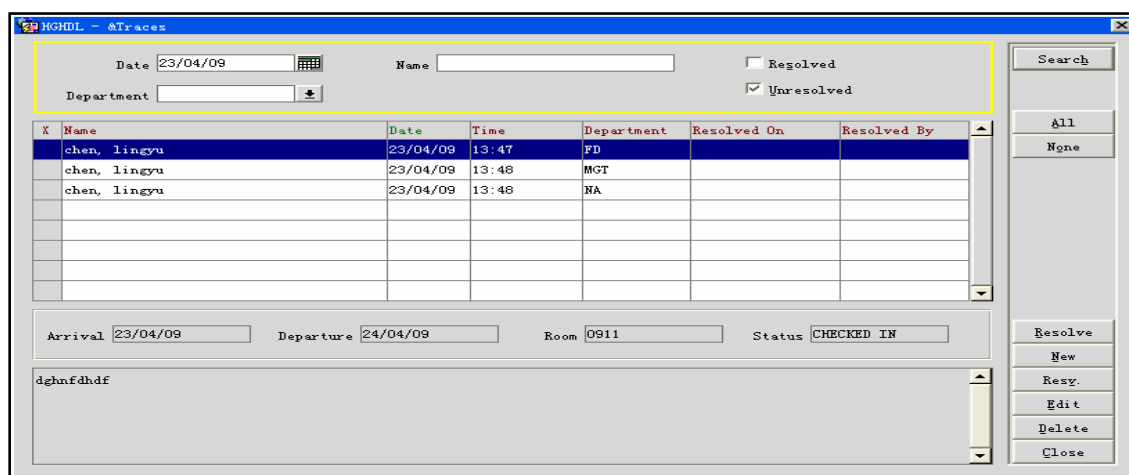 HGHDL - &Traces
Date 23/04/09 Name Resolved Search
Department Unresolved
All
X Name Date Time Department Resolved On Resolved By
chen, lingyu 23/04/09 13:47 FD None
chen, lingyu 23/04/09 13:48 MGT
chen, lingyu 23/04/09 13:48 NA
Arrival 23/04/09 Departure 24/04/09 Room 0911 Status CHECKED IN Resolve
New
dghnfdhdf Resv.
Edit
Delete
Close